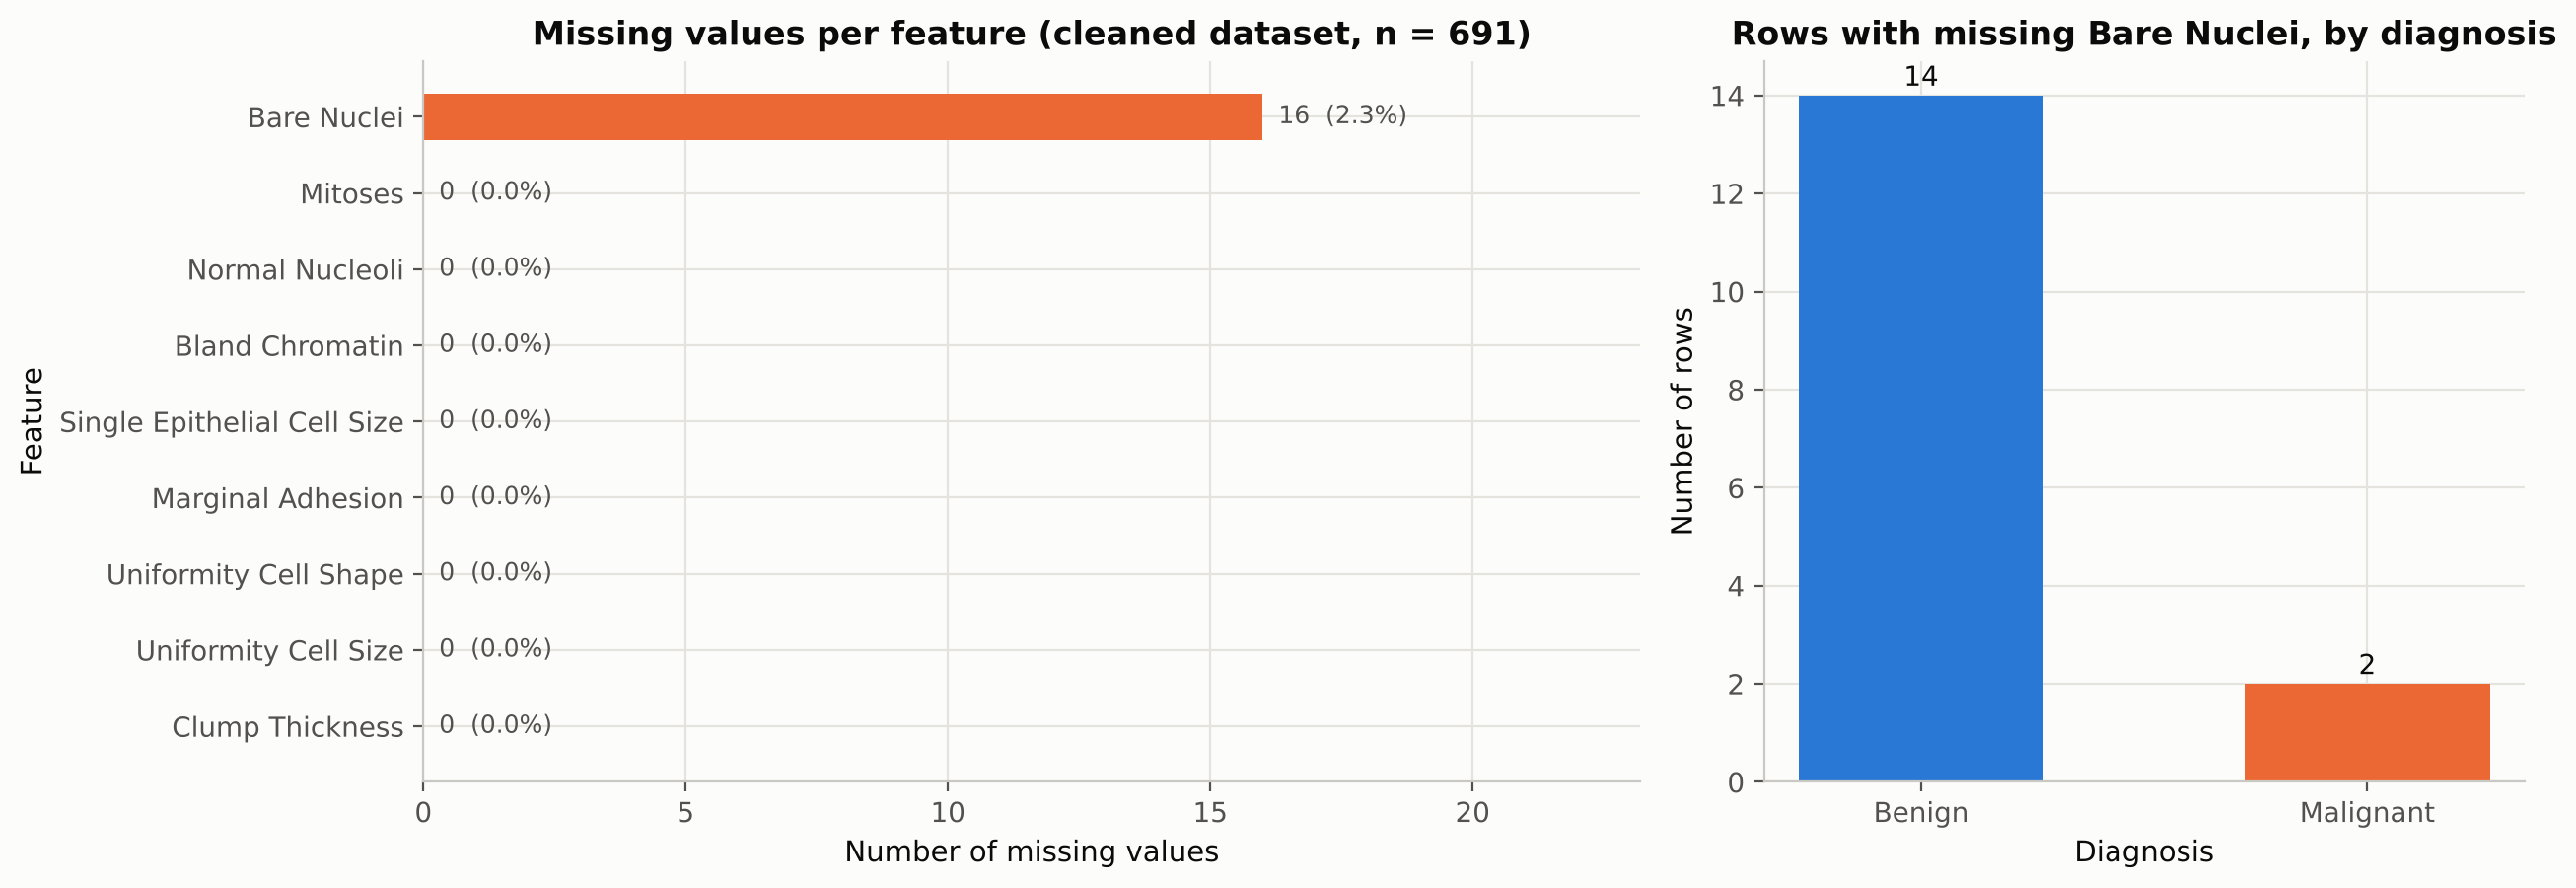 Missing values per feature (cleaned dataset, n = 691)
Feature
Bare Nuclei
16 (2.3%)
Mitoses
0 (0.0%)
Normal Nucleoli
0 (0.0%)
Bland Chromatin
0 (0.0%)
Single Epithelial Cell Size
0 (0.0%)
Marginal Adhesion
0 (0.0%)
Uniformity Cell Shape
0 (0.0%)
Uniformity Cell Size
0 (0.0%)
Clump Thickness
0 (0.0%)
0 5 10 15 20
Number of missing values
Rows with missing Bare Nuclei, by diagnosis
Number of rows
14
12
10
8
6
4
2
0
14
2
Benign Malignant
Diagnosis